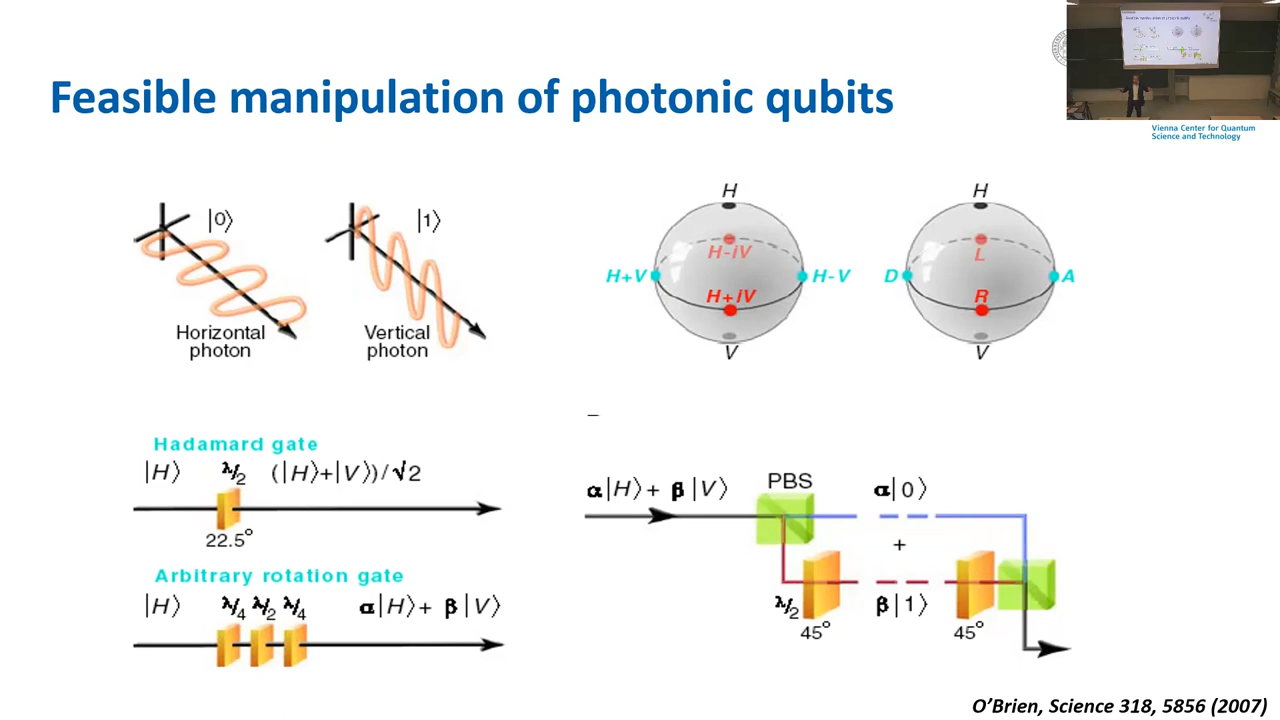 Feasible manipulation of photonic qubits
Vienna Center for Quantum
Science and Technology
|0⟩
|1⟩
Horizontal
photon
Vertical
photon
H
H-iV
H+V
H-V
H+iV
V
H
L
D
A
R
V
Hadamard gate
|H⟩ λ/2 (|H⟩+|V⟩)/√2
22.5°
Arbitrary rotation gate
|H⟩ λ/4 λ/2 λ/4 α|H⟩+ β|V⟩
α|H⟩+ β|V⟩
PBS
α|0⟩
+
λ/2
β|1⟩
45°
45°
O’Brien, Science 318, 5856 (2007)